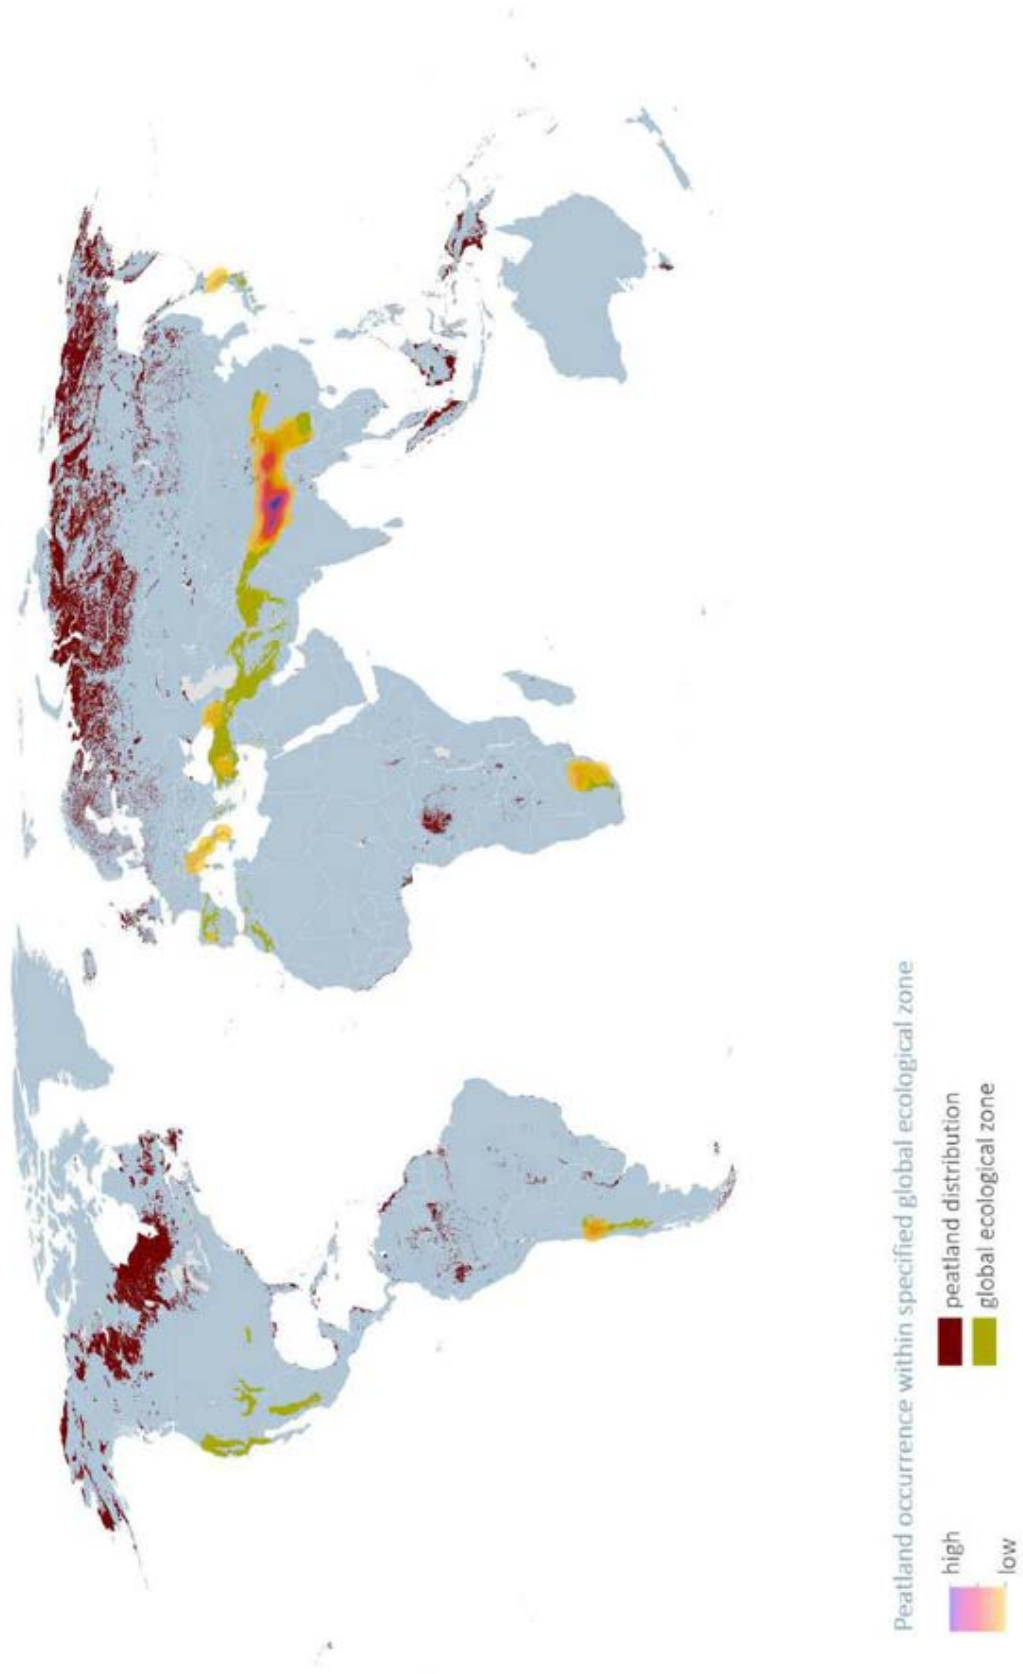 Peatland occurrence within specified global ecological zone
high
low
peatland distribution
global ecological zone